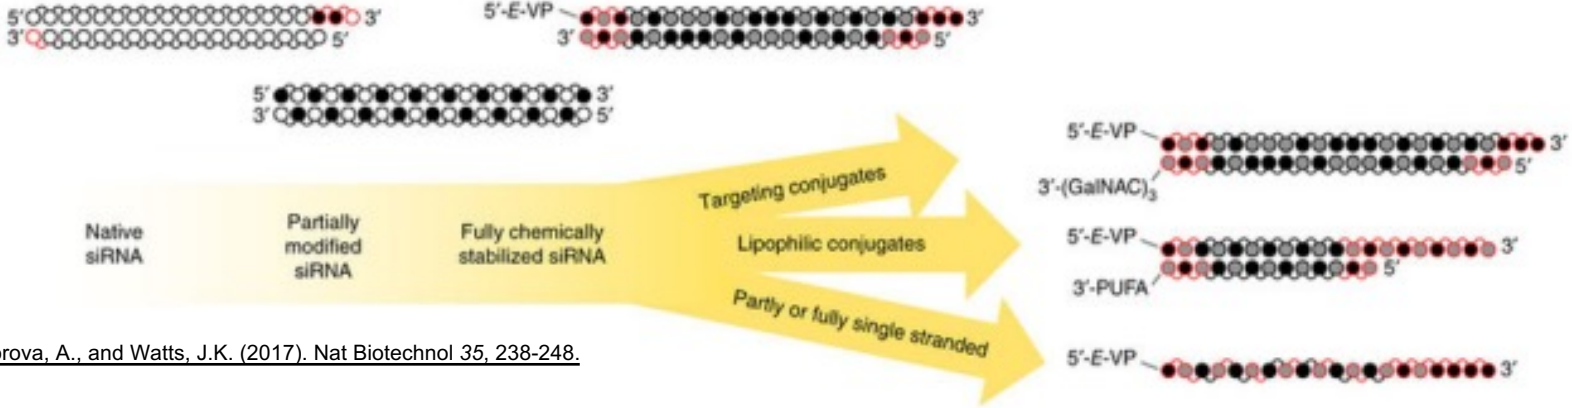 5′ 3′
3′ 5′
5′-E-VP 3′
3′ 5′
5′ 3′
3′ 5′
Native
siRNA
Partially
modified
siRNA
Fully chemically
stabilized siRNA
Targeting conjugates
Lipophilic conjugates
Partly or fully single stranded
5′-E-VP 3′
3′-(GalNAC)3 5′
5′-E-VP 3′
3′-PUFA 5′
5′-E-VP 3′
rova, A., and Watts, J.K. (2017). Nat Biotechnol 35, 238-248.